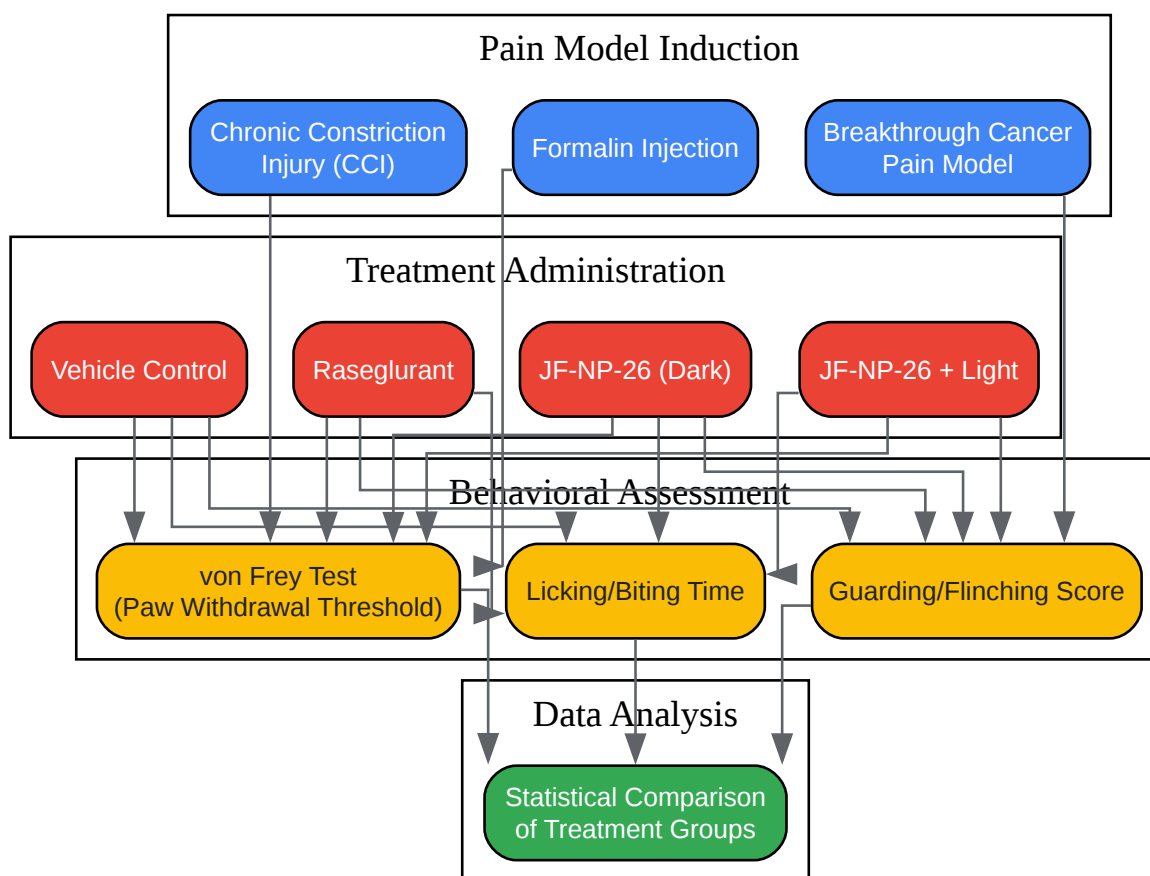 Pain Model Induction
Chronic Constriction
Injury (CCI)
Formalin Injection
Breakthrough Cancer
Pain Model
Treatment Administration
Vehicle Control
Raseglurant
JF-NP-26 (Dark)
JF-NP-26 + Light
Behavioral Assessment
von Frey Test
(Paw Withdrawal Threshold)
Licking/Biting Time
Guarding/Flinching Score
Data Analysis
Statistical Comparison
of Treatment Groups